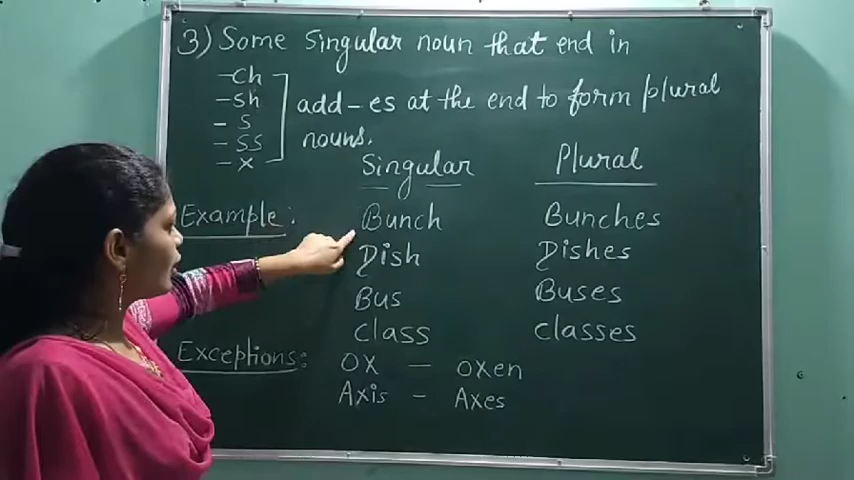 3) Some Singular noun that end in
-ch
-sh add-es at the end to form plural
-s
-ss nouns.
-x
Singular Plural
Example: Bunch Bunches
Dish Dishes
Bus Buses
class classes
Exceptions: OX - OXen
Axis - Axes